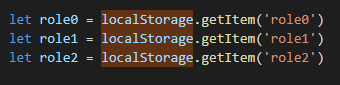 let role0 = localStorage.getItem('role0')
let role1 = localStorage.getItem('role1')
let role2 = localStorage.getItem('role2')